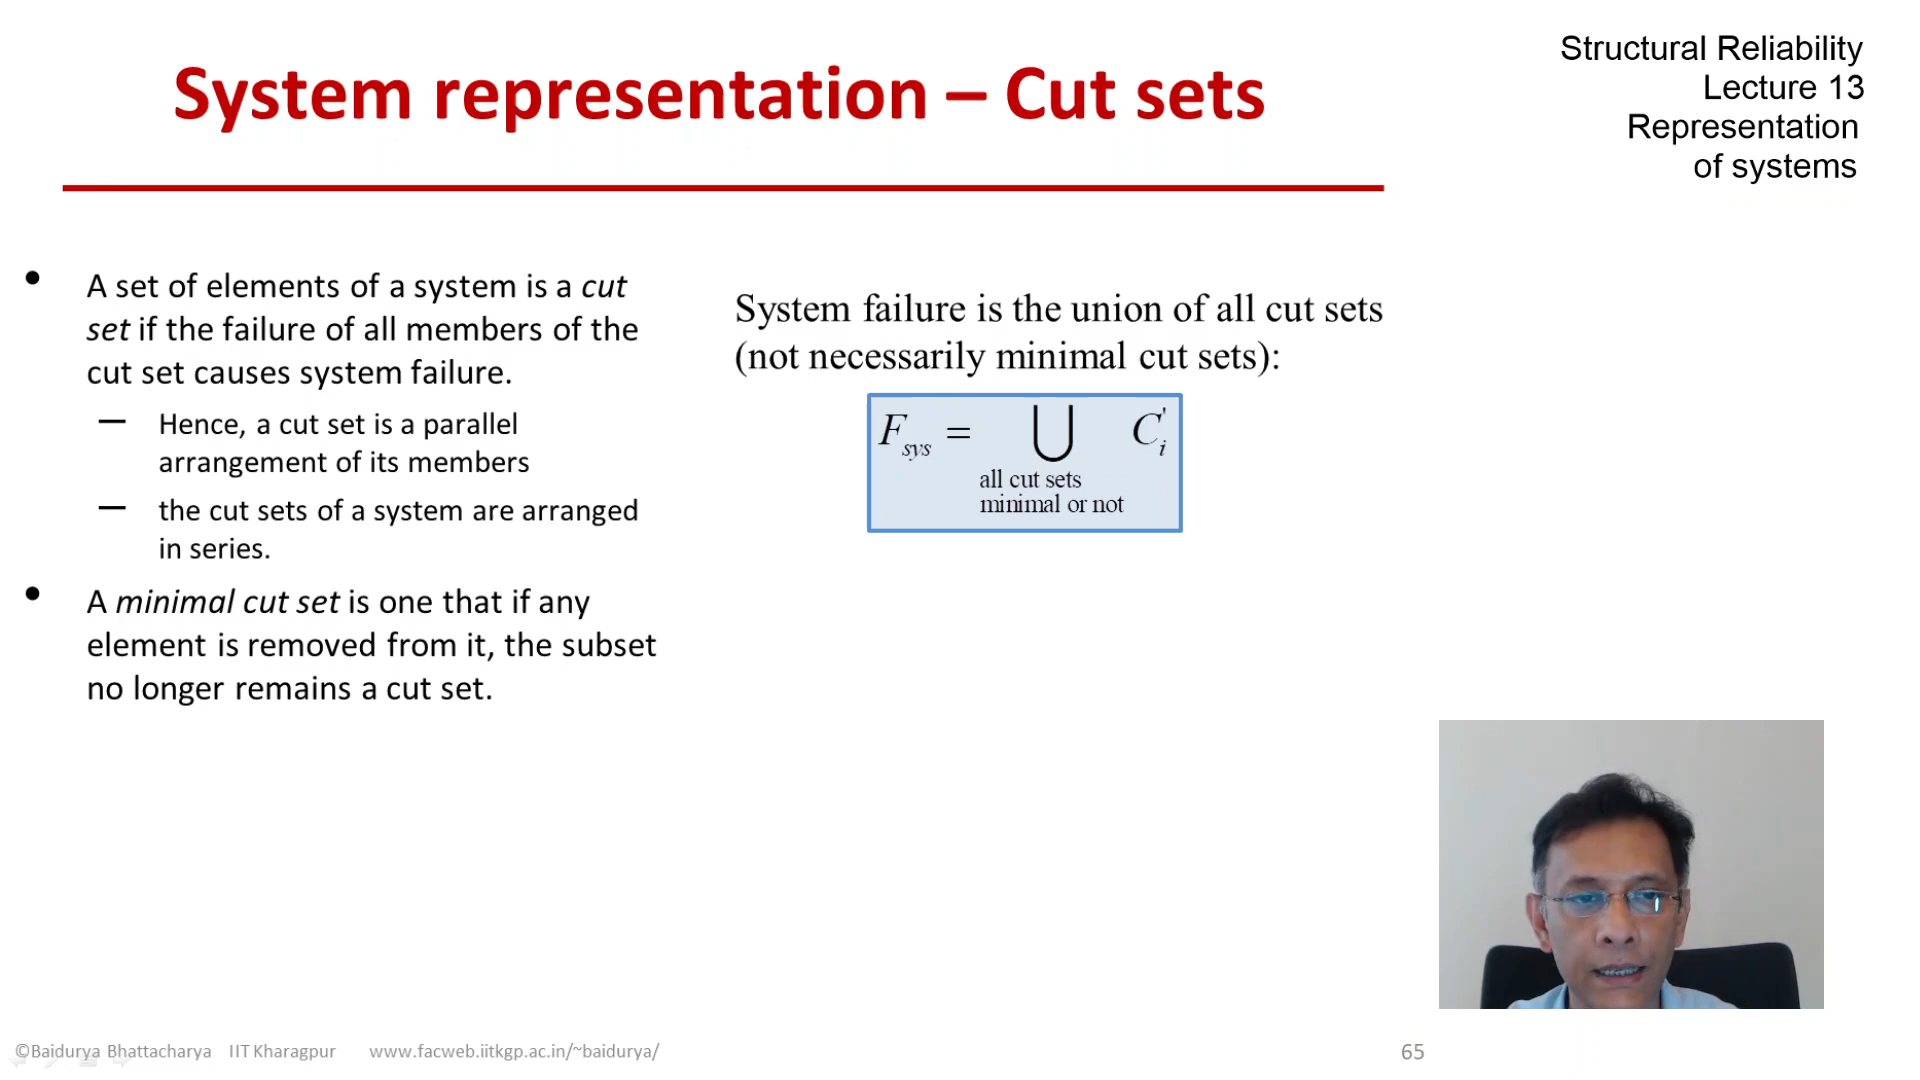 System representation – Cut sets
Structural Reliability
Lecture 13
Representation
of systems
• A set of elements of a system is a cut
set if the failure of all members of the
cut set causes system failure.
– Hence, a cut set is a parallel
arrangement of its members
– the cut sets of a system are arranged
in series.
• A minimal cut set is one that if any
element is removed from it, the subset
no longer remains a cut set.
System failure is the union of all cut sets
(not necessarily minimal cut sets):
F_sys = ⋃ C'_i
all cut sets
minimal or not
©Baidurya Bhattacharya IIT Kharagpur www.facweb.iitkgp.ac.in/~baidurya/
65